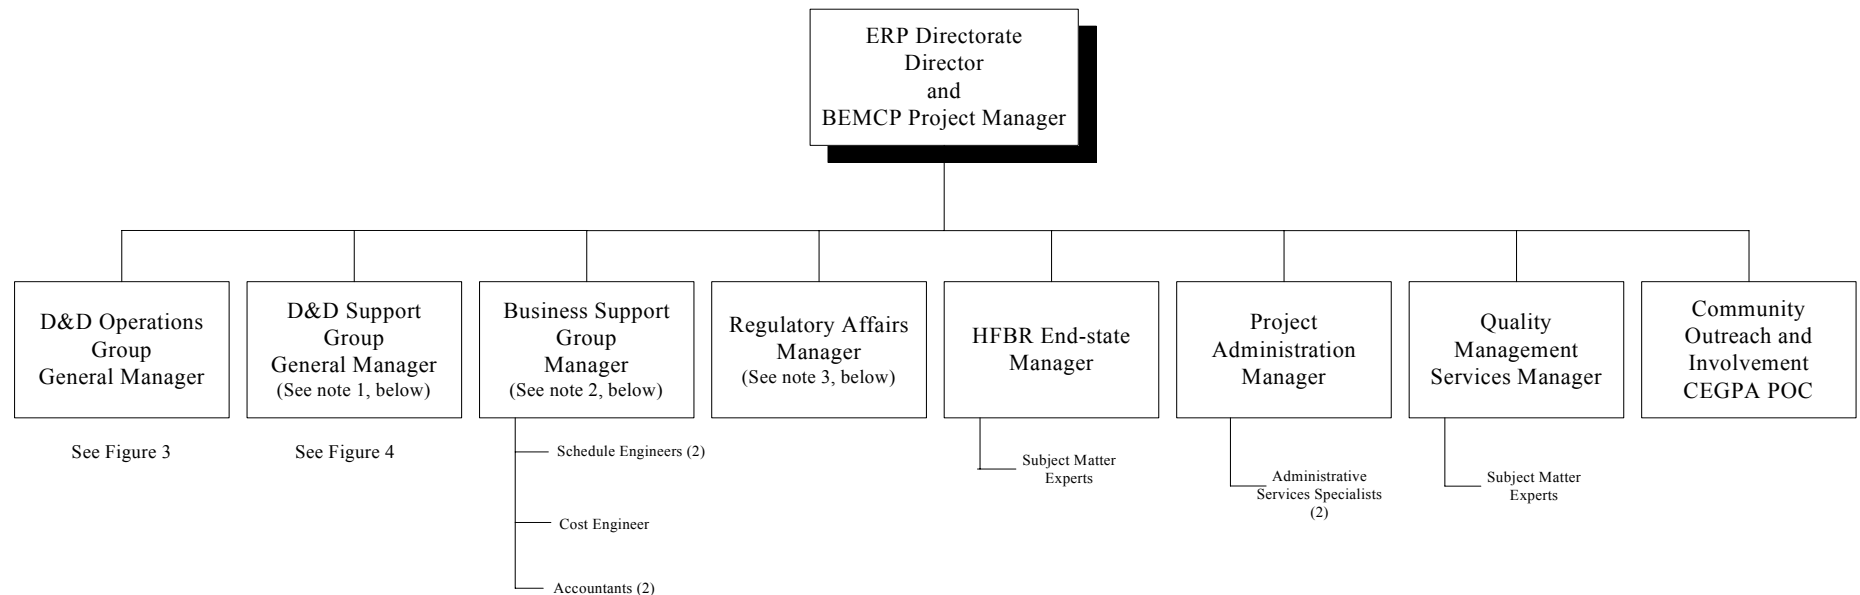 ERP Directorate
Director
and
BEMCP Project Manager
D&D Operations
Group
General Manager
See Figure 3
D&D Support
Group
General Manager
(See note 1, below)
See Figure 4
Business Support
Group
Manager
(See note 2, below)
Schedule Engineers (2)
Cost Engineer
Accountants (2)
Regulatory Affairs
Manager
(See note 3, below)
HFBR End-state
Manager
Subject Matter
Experts
Project
Administration
Manager
Administrative
Services Specialists
(2)
Quality
Management
Services Manager
Subject Matter
Experts
Community
Outreach and
Involvement
CEGPA POC